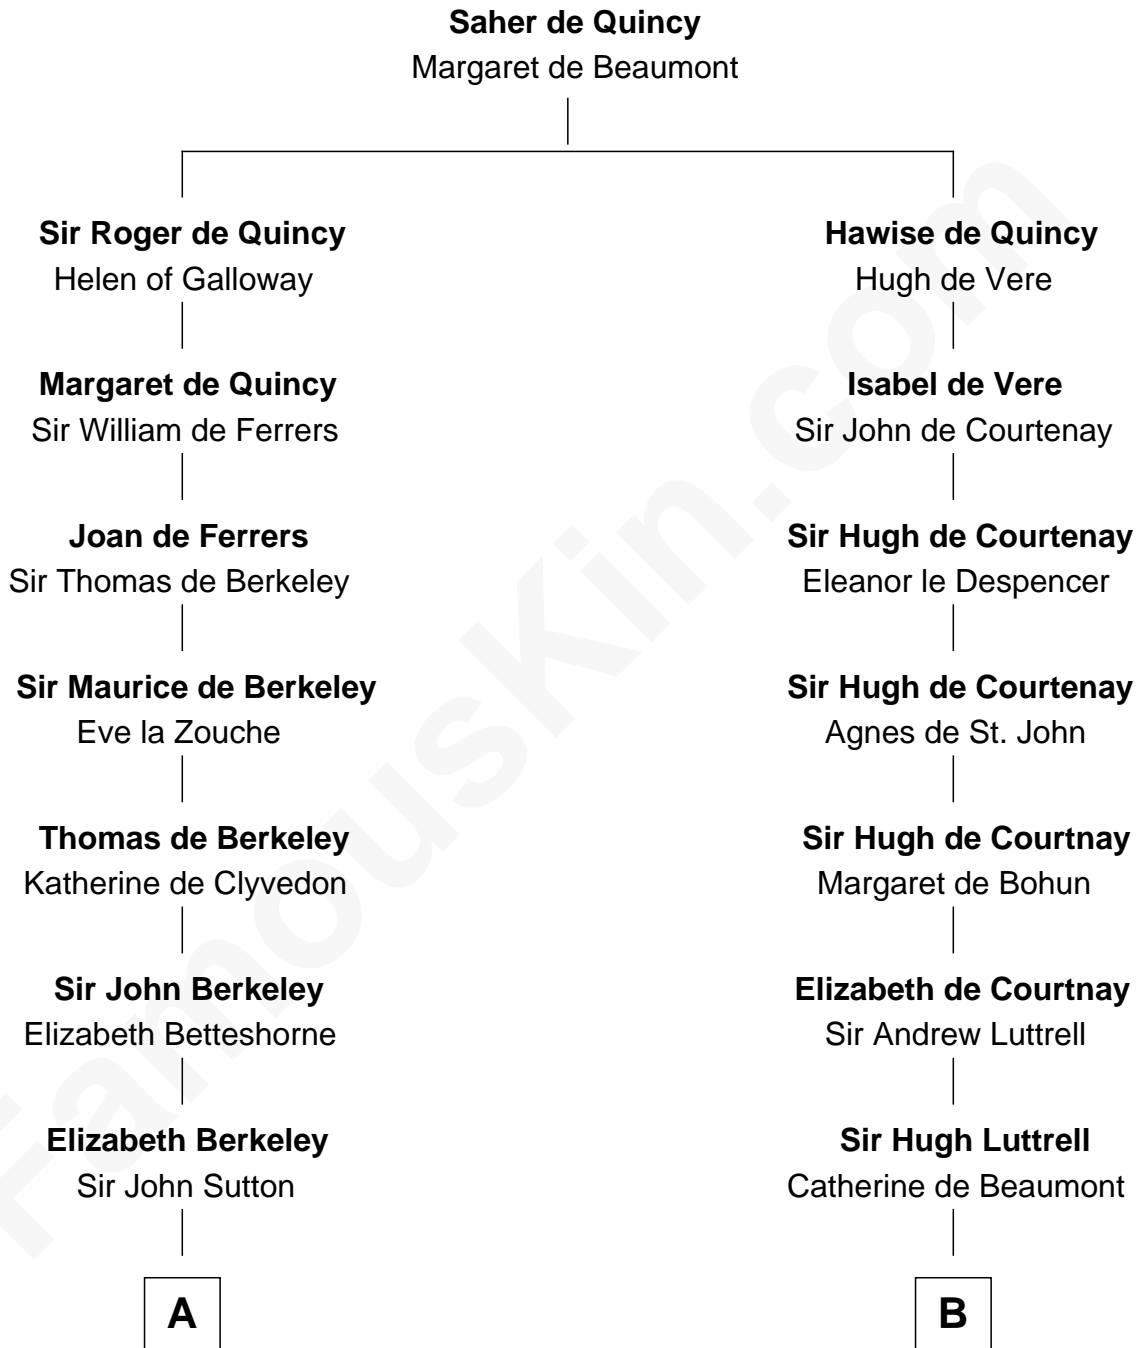 Saher de Quincy
Margaret de Beaumont
Sir Roger de Quincy
Helen of Galloway
Hawise de Quincy
Hugh de Vere
Margaret de Quincy
Sir William de Ferrers
Isabel de Vere
Sir John de Courtenay
Joan de Ferrers
Sir Thomas de Berkeley
Sir Hugh de Courtenay
Eleanor le Despencer
Sir Maurice de Berkeley
Eve la Zouche
Sir Hugh de Courtenay
Agnes de St. John
Thomas de Berkeley
Katherine de Clyvedon
Sir Hugh de Courtnay
Margaret de Bohun
Sir John Berkeley
Elizabeth Betteshorne
Elizabeth de Courtnay
Sir Andrew Luttrell
Elizabeth Berkeley
Sir John Sutton
Sir Hugh Luttrell
Catherine de Beaumont
A
B
FamousKin.com